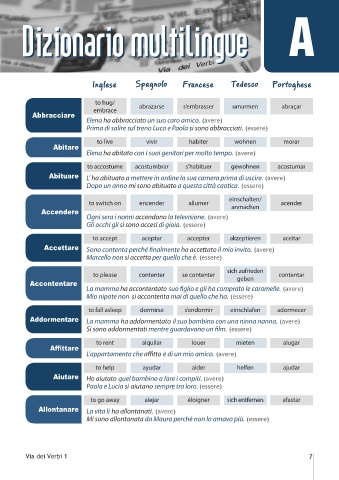 Dizionario multilingue A
Via dei Verbi
Inglese Spagnolo Francese Tedesco Portoghese
Abbracciare
to hug/
embrace
abrazarse s'embrasser umarmen abraçar
Elena ha abbracciato un suo caro amico. (avere)
Prima di salire sul treno Luca e Paola si sono abbracciati. (essere)
Abitare
to live vivir habiter wohnen morar
Elena ha abitato con i suoi genitori per molto tempo. (avere)
Abituare
to accostume acostumbrar s'habituer gewohnen acostumar
L' ha abituato a mettere in ordine la sua camera prima di uscire. (avere)
Dopo un anno mi sono abituato a questa città caotica. (essere)
Accendere
to switch on encender allumer
einschalten/
anmachen
acender
Ogni sera i nonni accendono la televisione. (avere)
Gli occhi gli si sono accesi di gioia. (essere)
Accettare
to accept aceptar accepter akzeptieren aceitar
Sono contenta perché finalmente ha accettato il mio invito. (avere)
Marcello non si accetta per quello che è. (essere)
Accontentare
to please contenter se contenter
sich zufrieden
geben
contentar
La mamma ha accontentato suo figlio e gli ha comprato le caramelle. (avere)
Mio nipote non si accontenta mai di quello che ha. (essere)
Addormentare
to fall asleep dormirse s'endormir einschlafen adormecer
La mamma ha addormentato il suo bambino con una ninna nanna. (avere)
Si sono addormentati mentre guardavano un film. (essere)
Affittare
to rent alquilar louer mieten alugar
L'appartamento che affitto è di un mio amico. (avere)
Aiutare
to help ayudar aider helfen ajudar
Ho aiutato quel bambino a fare i compiti. (avere)
Paola e Lucia si aiutano sempre tra loro. (essere)
Allontanare
to go away alejar éloigner sich entfernen afastar
La vita li ha allontanati. (avere)
Mi sono allontanata da Mauro perché non lo amavo più. (essere)
Via dei Verbi 1 7